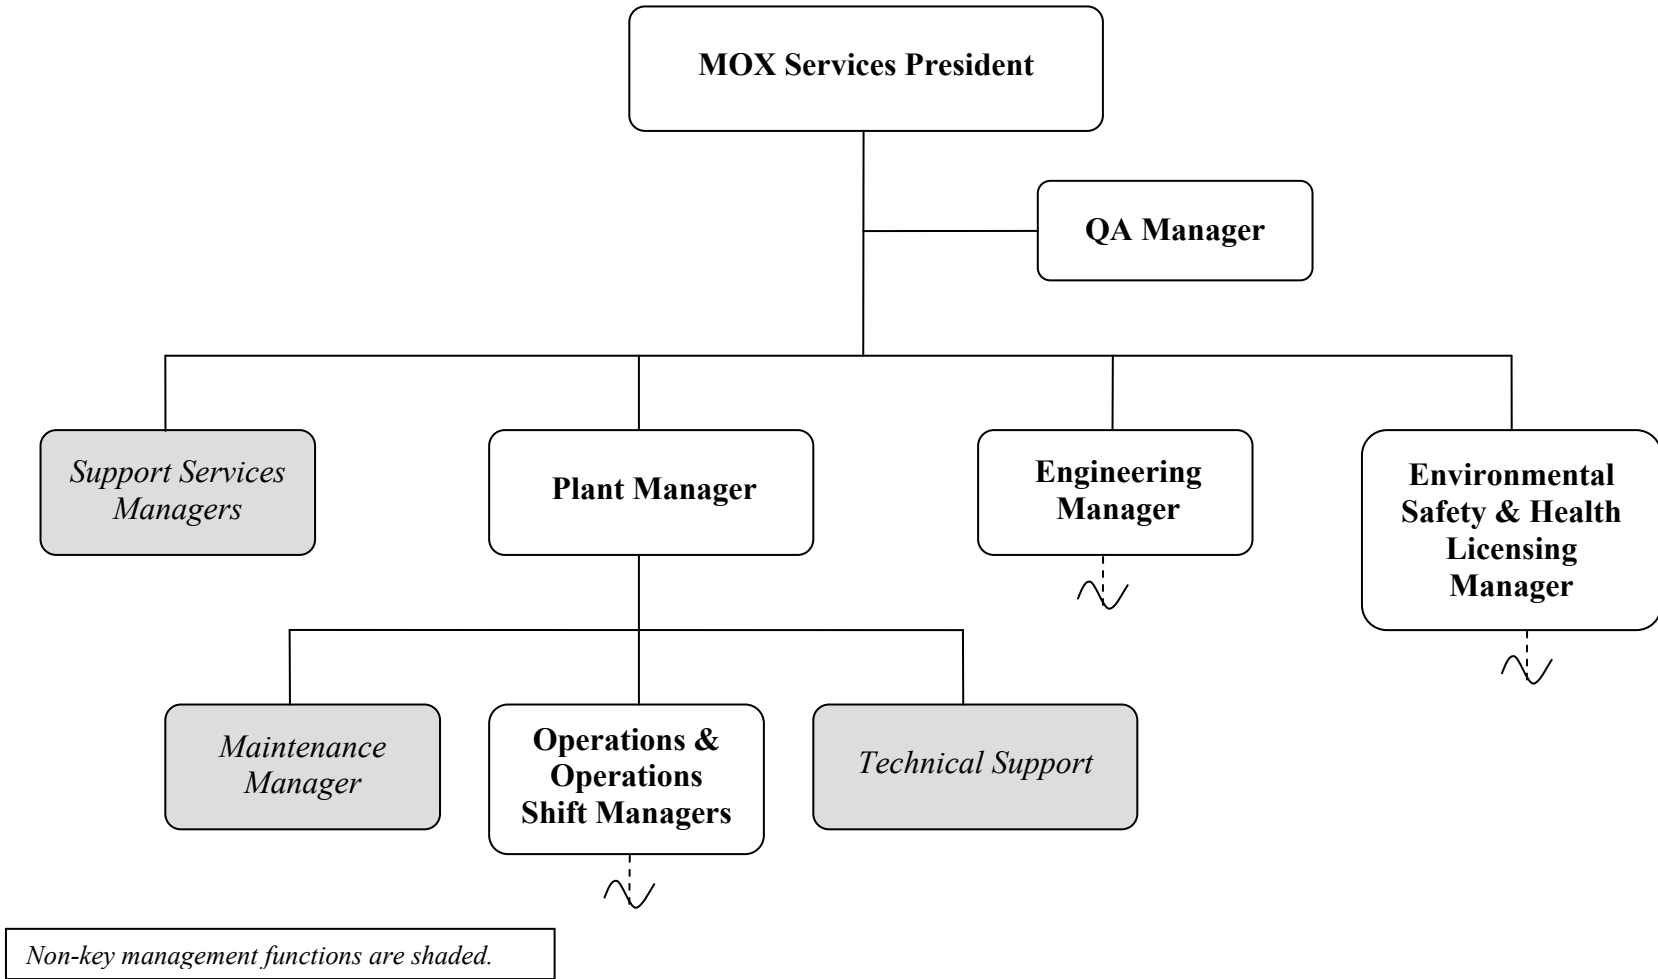 MOX Services President
QA Manager
Support Services
Managers
Plant Manager
Engineering
Manager
Environmental
Safety & Health
Licensing
Manager
Maintenance
Manager
Operations &
Operations
Shift Managers
Technical Support
Non-key management functions are shaded.